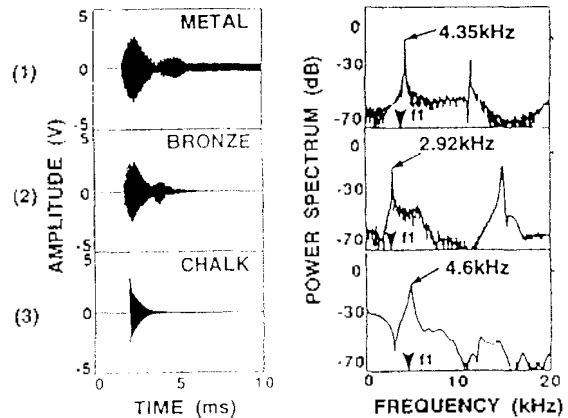 5
METAL
(1)
0
-5
5
BRONZE
(2)
0
-5
5
CHALK
(3)
0
-5
0 5 10
TIME (ms)
AMPLITUDE (V)
0
-30
-70
4.35kHz
f1
0
-30
-70
2.92kHz
f1
0
-30
-70
4.6kHz
f1
0 10 20
FREQUENCY (kHz)
POWER SPECTRUM (dB)